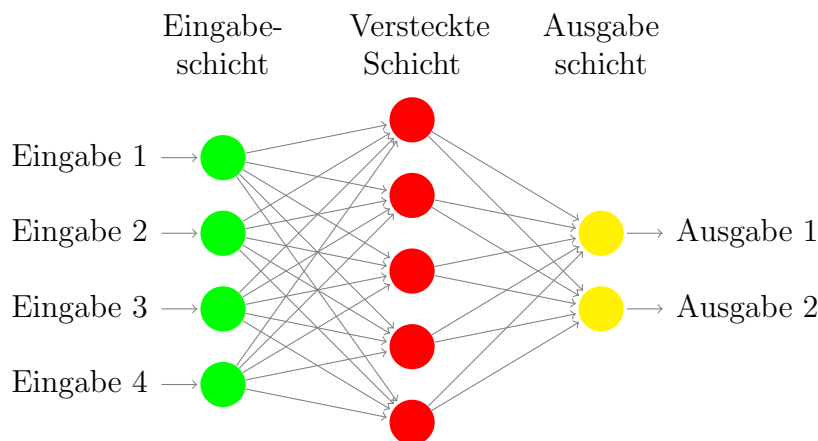 Eingabe-
schicht
Versteckte
Schicht
Ausgabe
schicht
Eingabe 1
Eingabe 2
Eingabe 3
Eingabe 4
Ausgabe 1
Ausgabe 2